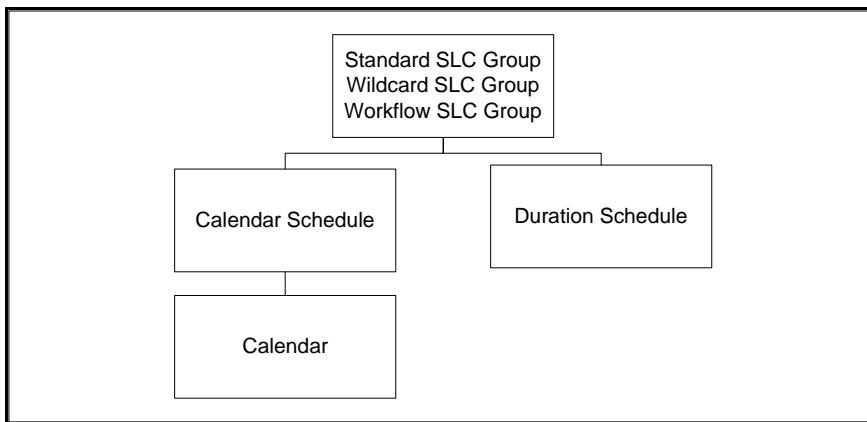 Standard SLC Group
Wildcard SLC Group
Workflow SLC Group
Calendar Schedule
Duration Schedule
Calendar